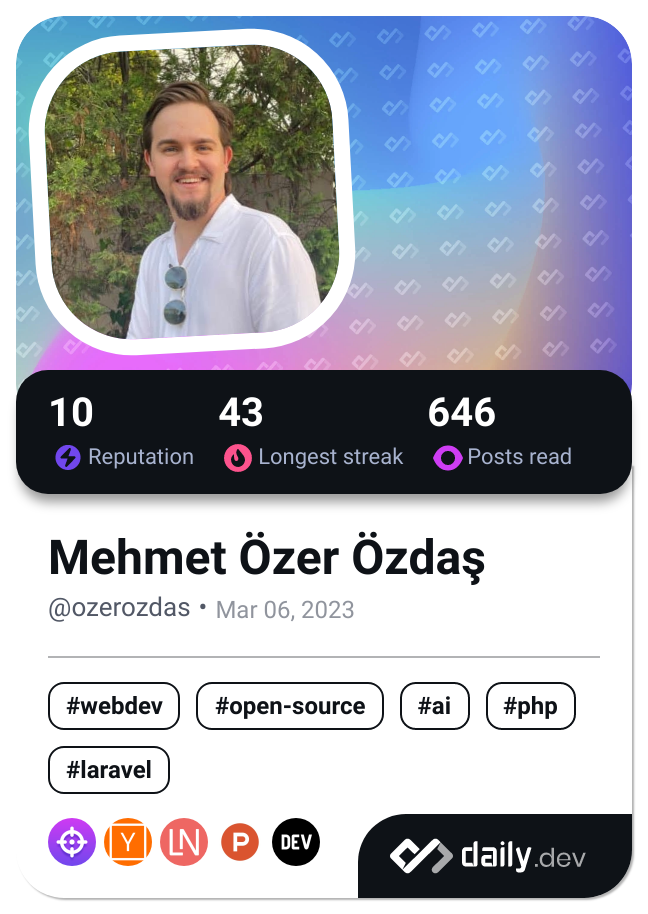 10 43 646
Reputation Longest streak Posts read
Mehmet Özer Özdaş
@ozerozdas • Mar 06, 2023
#webdev #open-source #ai #php
#laravel
Y LN P DEV
daily.dev